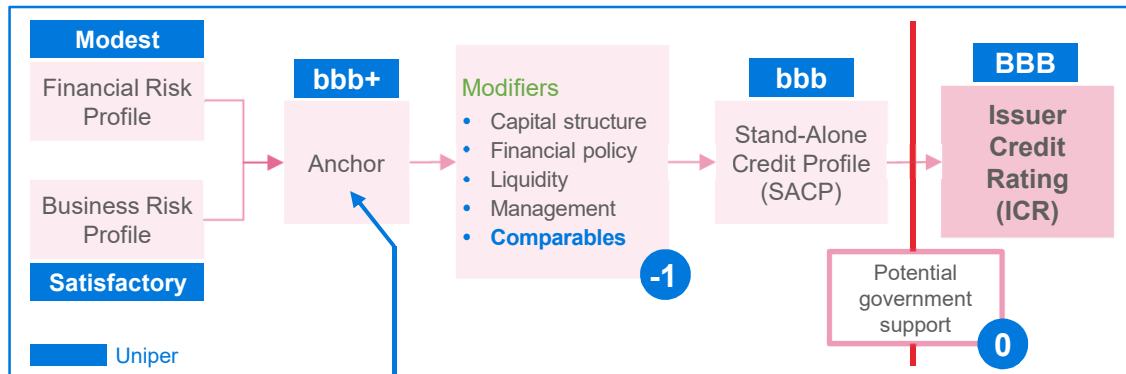 Modest
Financial Risk
Profile
Business Risk
Profile
Satisfactory
Uniper
bbb+
Anchor
Modifiers
• Capital structure
• Financial policy
• Liquidity
• Management
• Comparables
-1
bbb
Stand-Alone
Credit Profile
(SACP)
Potential
government
support
0
BBB
Issuer
Credit
Rating
(ICR)